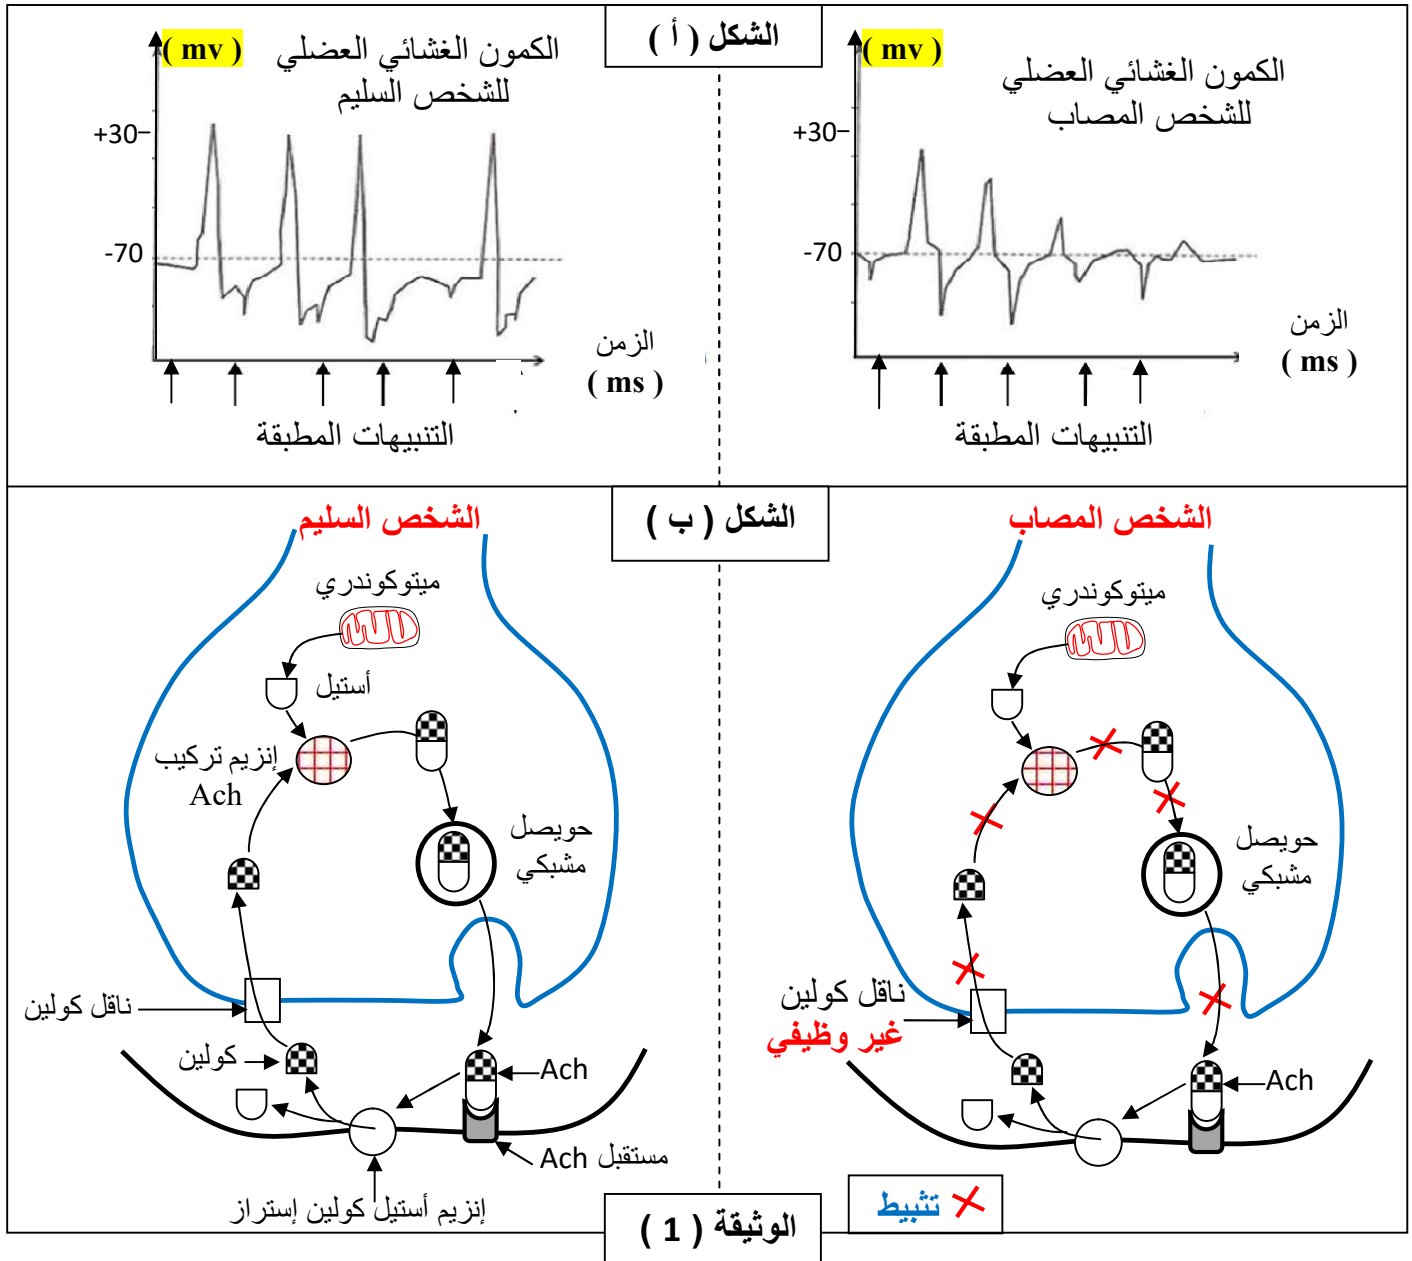 الشكل ( أ )
( mv )
الكمون الغشائي العضلي
للشخص المصاب
+30
-70
الزمن
( ms )
التنبيهات المطبقة
( mv )
الكمون الغشائي العضلي
للشخص السليم
+30
-70
الزمن
( ms )
التنبيهات المطبقة
الشكل ( ب )
الشخص المصاب
ميتوكوندري
حويصل
مشبكي
ناقل كولين
غير وظيفي
Ach
تثبيط
الشخص السليم
ميتوكوندري
أستيل
إنزيم تركيب
Ach
حويصل
مشبكي
ناقل كولين
كولين
Ach
مستقبل Ach
إنزيم أستيل كولين إستراز
الوثيقة ( 1 )